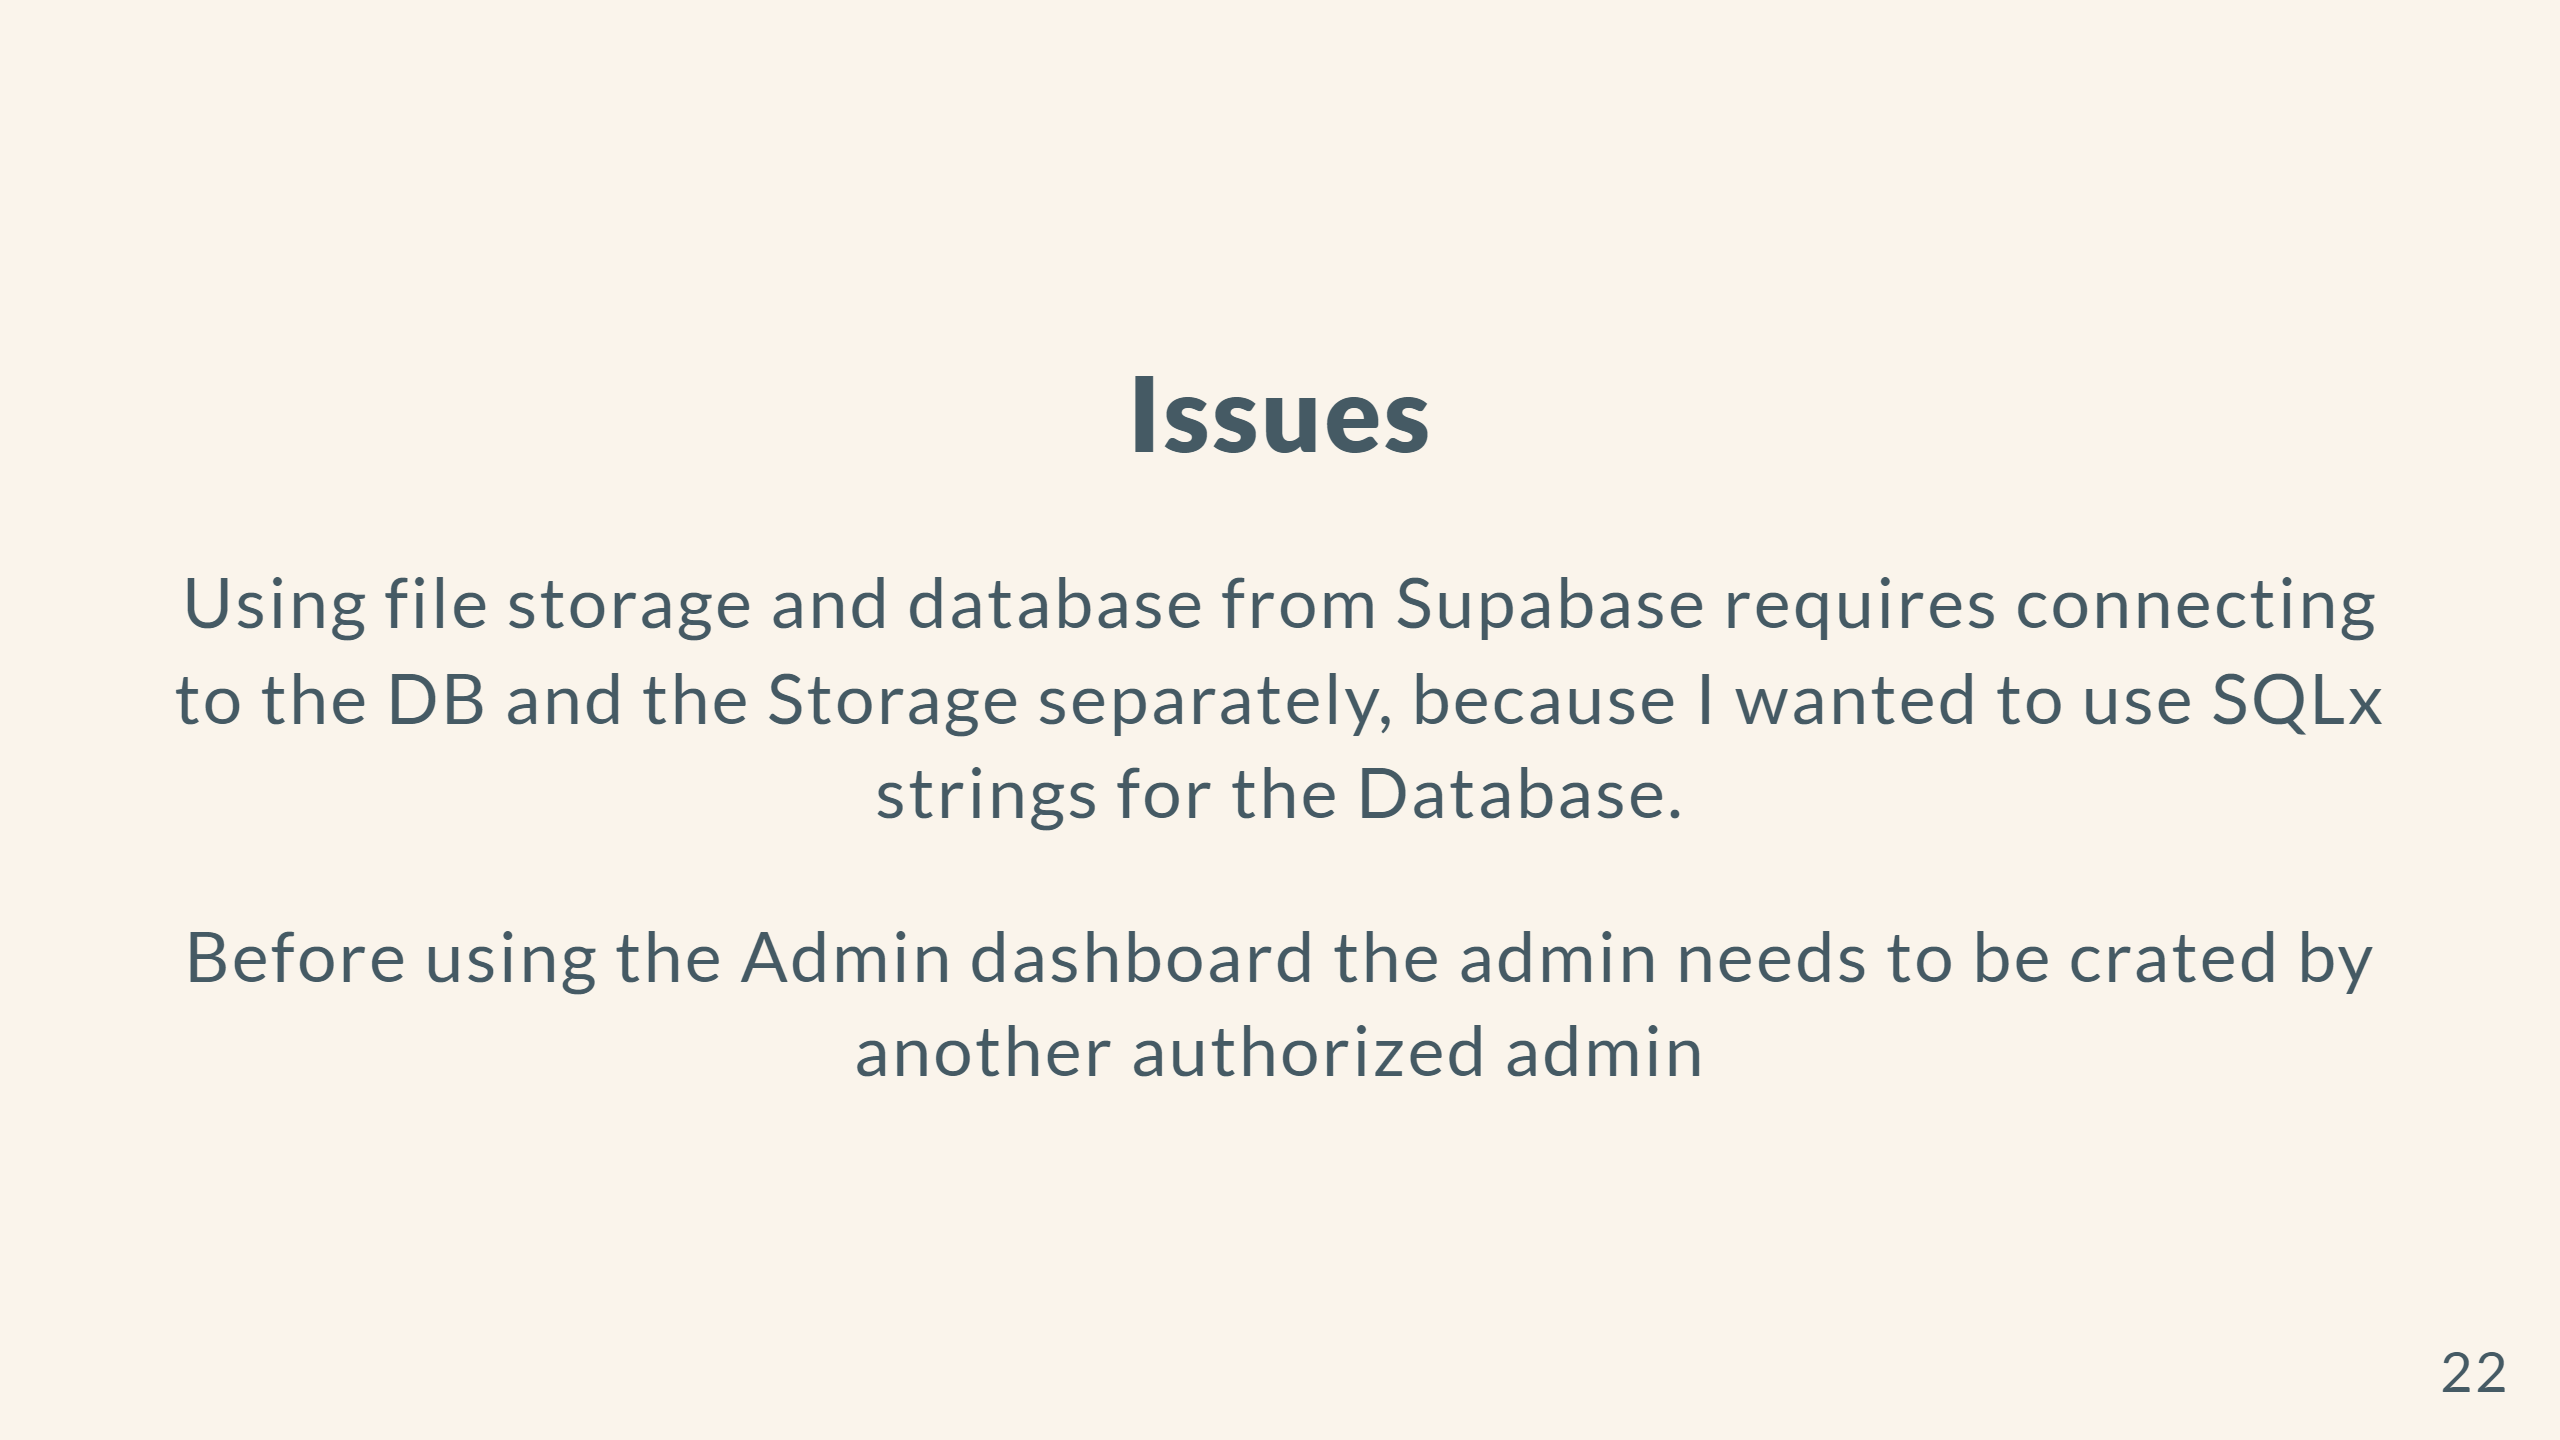 Issues
Using file storage and database from Supabase requires connecting
to the DB and the Storage separately, because I wanted to use SQLx
strings for the Database.
Before using the Admin dashboard the admin needs to be crated by
another authorized admin
22